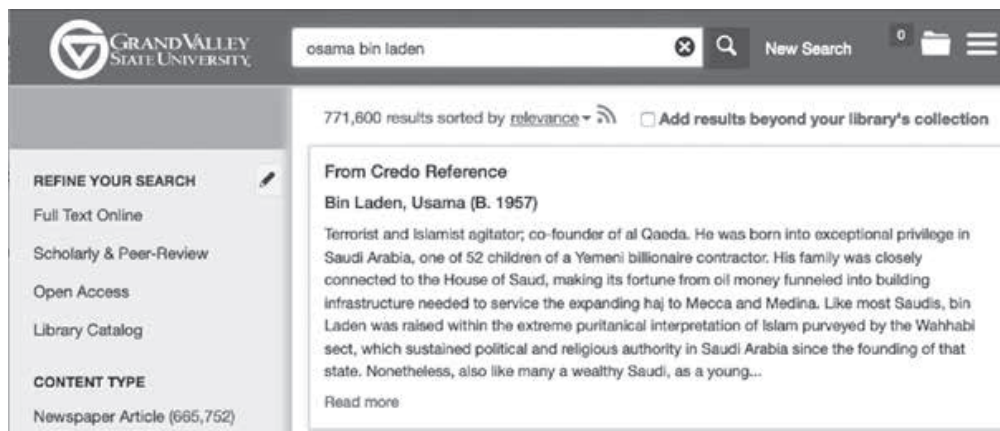 GRAND VALLEY
STATE UNIVERSITY
osama bin laden
New Search
0
771,600 results sorted by relevance
Add results beyond your library's collection
REFINE YOUR SEARCH
Full Text Online
Scholarly & Peer-Review
Open Access
Library Catalog
CONTENT TYPE
Newspaper Article (665,752)
From Credo Reference
Bin Laden, Usama (B. 1957)
Terrorist and Islamist agitator; co-founder of al Qaeda. He was born into exceptional privilege in
Saudi Arabia, one of 52 children of a Yemeni billionaire contractor. His family was closely
connected to the House of Saud, making its fortune from oil money funneled into building
infrastructure needed to service the expanding haj to Mecca and Medina. Like most Saudis, bin
Laden was raised within the extreme puritanical interpretation of Islam purveyed by the Wahhabi
sect, which sustained political and religious authority in Saudi Arabia since the founding of that
state. Nonetheless, also like many a wealthy Saudi, as a young...
Read more